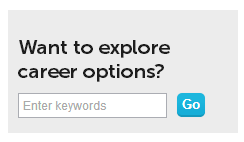 Want to explore
career options?
Enter keywords Go